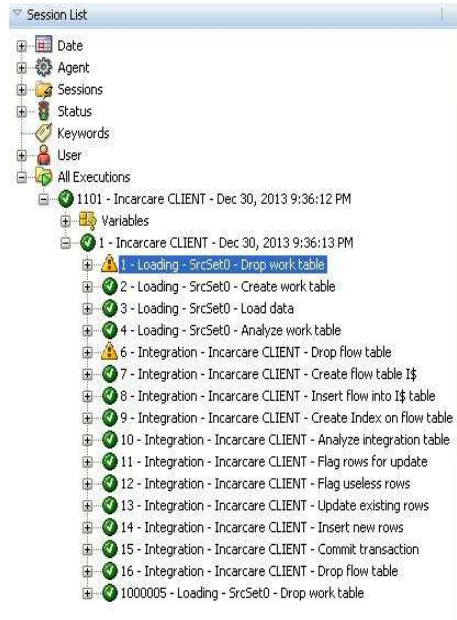 Session List
Date
Agent
Sessions
Status
Keywords
User
All Executions
1101 - Incarcare CLIENT - Dec 30, 2013 9:36:12 PM
Variables
1 - Incarcare CLIENT - Dec 30, 2013 9:36:13 PM
1 - Loading - SrcSet0 - Drop work table
2 - Loading - SrcSet0 - Create work table
3 - Loading - SrcSet0 - Load data
4 - Loading - SrcSet0 - Analyze work table
6 - Integration - Incarcare CLIENT - Drop flow table
7 - Integration - Incarcare CLIENT - Create flow table I$
8 - Integration - Incarcare CLIENT - Insert flow into I$ table
9 - Integration - Incarcare CLIENT - Create Index on flow table
10 - Integration - Incarcare CLIENT - Analyze integration table
11 - Integration - Incarcare CLIENT - Flag rows for update
12 - Integration - Incarcare CLIENT - Flag useless rows
13 - Integration - Incarcare CLIENT - Update existing rows
14 - Integration - Incarcare CLIENT - Insert new rows
15 - Integration - Incarcare CLIENT - Commit transaction
16 - Integration - Incarcare CLIENT - Drop flow table
1000005 - Loading - SrcSet0 - Drop work table